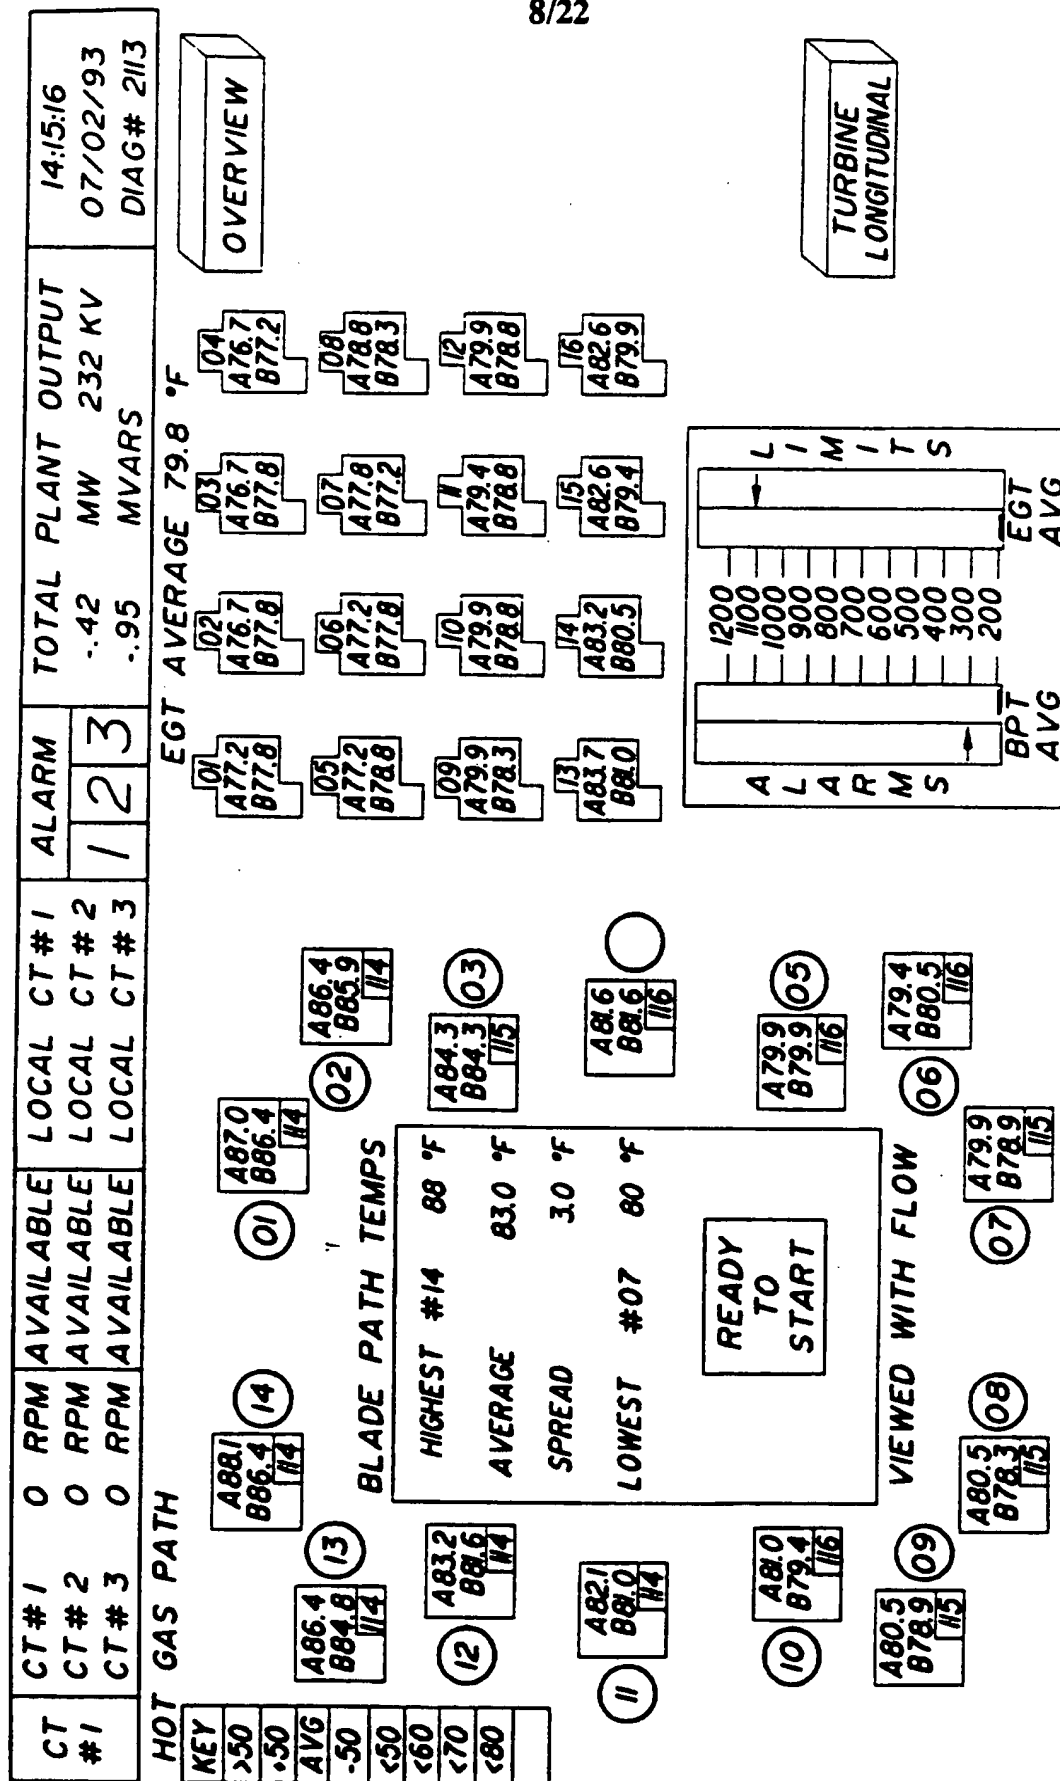 8/22
CT #1
CT#1 0 RPM AVAILABLE LOCAL CT#1
CT#2 0 RPM AVAILABLE LOCAL CT#2
CT#3 0 RPM AVAILABLE LOCAL CT#3
ALARM
1 2 3
TOTAL PLANT OUTPUT
-.42 MW 232 KV
-.95 MVARS
14:15:16
07/02/93
DIAG# 2113
HOT GAS PATH
EGT AVERAGE 79.8 °F
OVERVIEW
KEY
>50
+50
AVG
-50
<50
<60
<70
<80
14
A88.1
B86.4
114
01
A87.0
B86.4
114
13
A86.4
B84.8
114
02
A86.4
B85.9
114
12
A83.2
B81.6
114
03
A84.3
B84.3
115
11
A82.1
B81.0
114
A81.6
B81.6
116
10
A81.0
B79.4
116
05
A79.9
B79.9
116
09
A80.5
B78.9
115
06
A79.4
B80.5
116
08
A80.5
B78.3
115
07
A79.9
B78.9
115
BLADE PATH TEMPS
HIGHEST #14 88 °F
AVERAGE 83.0 °F
SPREAD 3.0 °F
LOWEST #07 80 °F
READY
TO
START
VIEWED WITH FLOW
01
A77.2
B77.8
02
A76.7
B77.8
03
A76.7
B77.8
04
A76.7
B77.2
05
A77.2
B78.8
06
A77.2
B77.8
07
A77.8
B77.2
08
A78.8
B78.3
09
A79.9
B78.3
10
A79.9
B78.8
11
A79.4
B78.8
12
A79.9
B78.8
13
A83.7
B81.0
14
A83.2
B80.5
15
A82.6
B79.4
16
A82.6
B79.9
ALARMS
1200
1100
1000
900
800
700
600
500
400
300
200
LIMITS
BPT
AVG
EGT
AVG
TURBINE
LONGITUDINAL